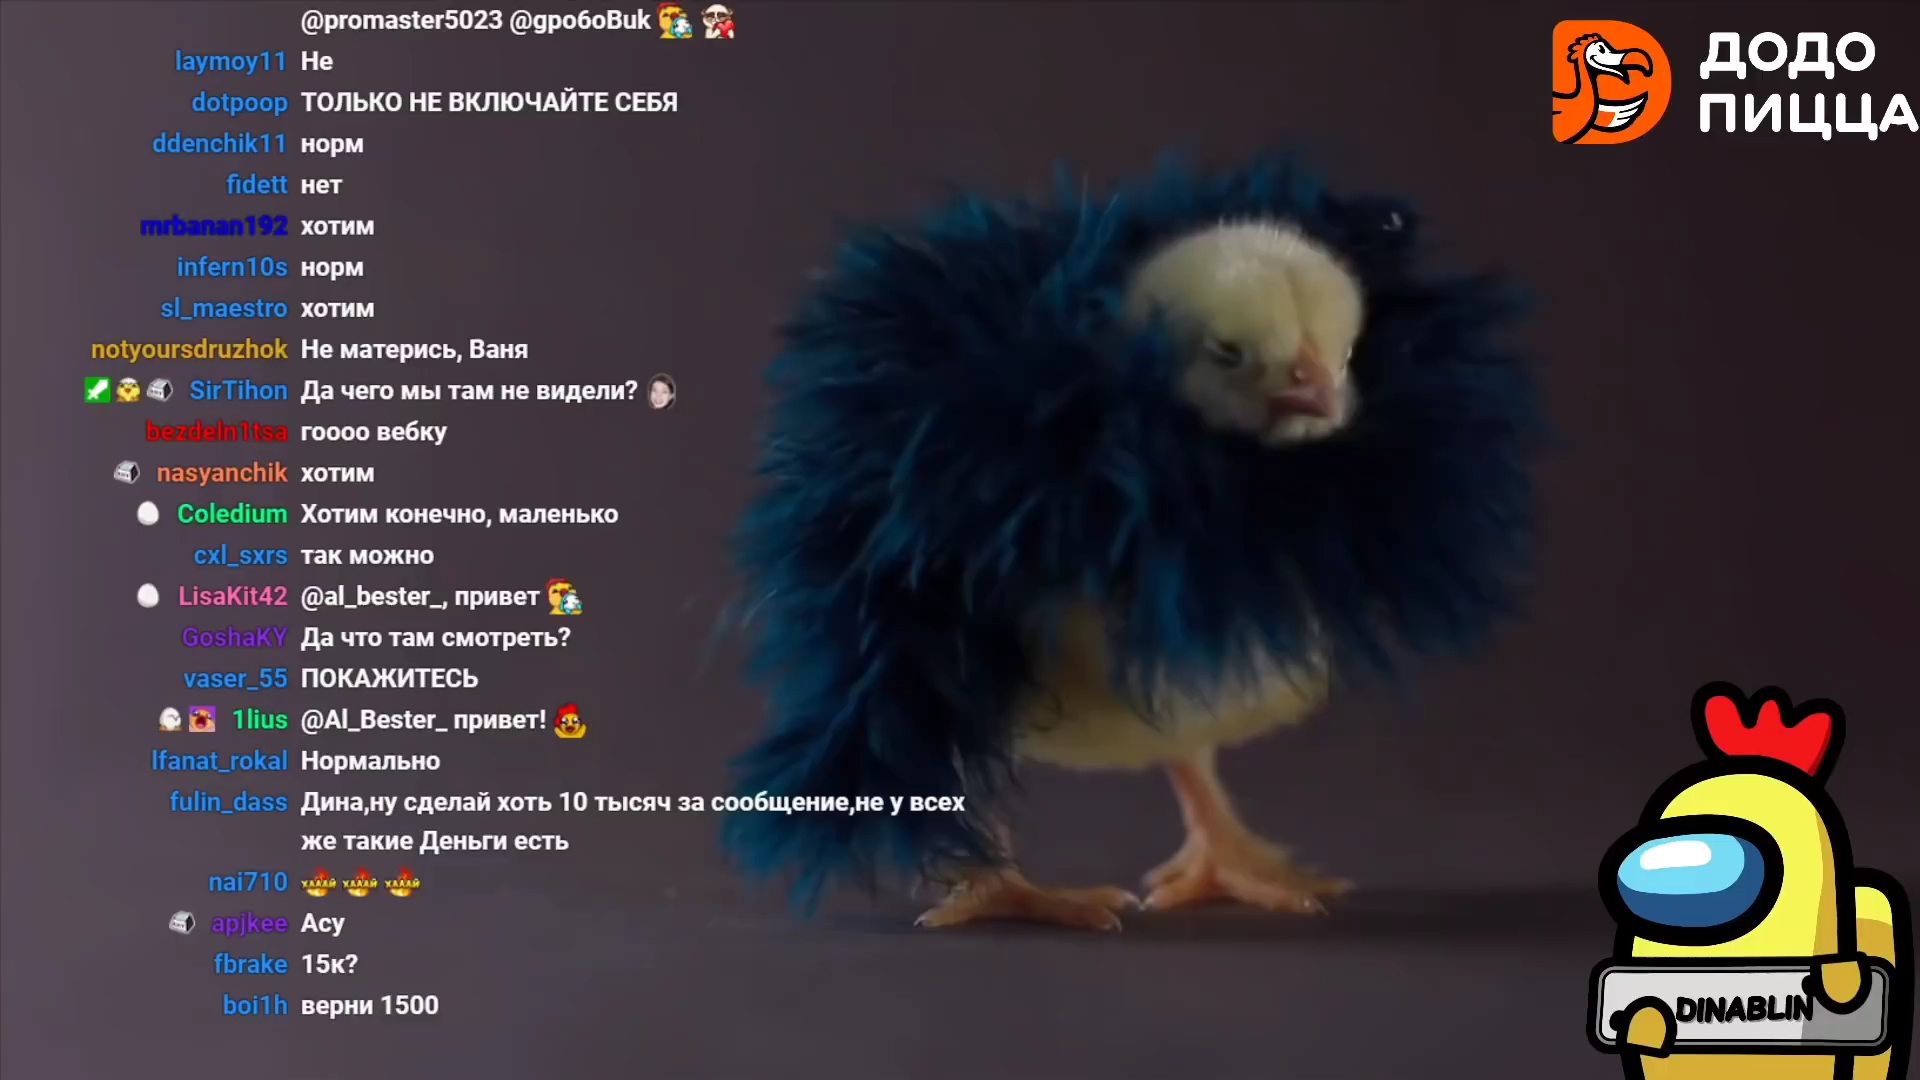 @promaster5023 @gpo6oBuk
laymoy11 Не
dotpoop ТОЛЬКО НЕ ВКЛЮЧАЙТЕ СЕБЯ
ddenchik11 норм
fidett нет
mrbanan192 хотим
infern10s норм
sl_maestro хотим
notyoursdruzhok Не матерись, Ваня
SirTihon Да чего мы там не видели?
bezdeln1tsa гоооо вебку
nasyanchik хотим
Coledium Хотим конечно, маленько
cxl_sxrs так можно
LisaKit42 @al_bester_, привет
GoshaKY Да что там смотреть?
vaser_55 ПОКАЖИТЕСЬ
1lius @Al_Bester_ привет!
lfanat_rokal Нормально
fulin_dass Дина,ну сделай хоть 10 тысяч за сообщение,не у всех
же такие Деньги есть
nai710
apjkee Асу
fbrake 15к?
boi1h верни 1500
ДОДО
ПИЦЦА
DINABLIN